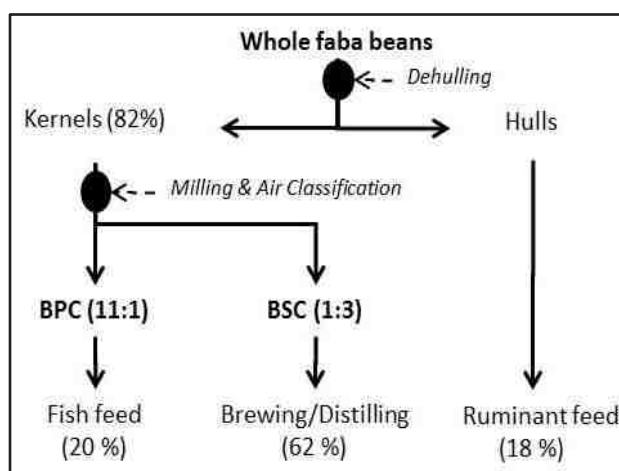 Whole faba beans
Dehulling
Kernels (82%)
Hulls
Milling & Air Classification
BPC (11:1)
BSC (1:3)
Fish feed
(20 %)
Brewing/Distilling
(62 %)
Ruminant feed
(18 %)